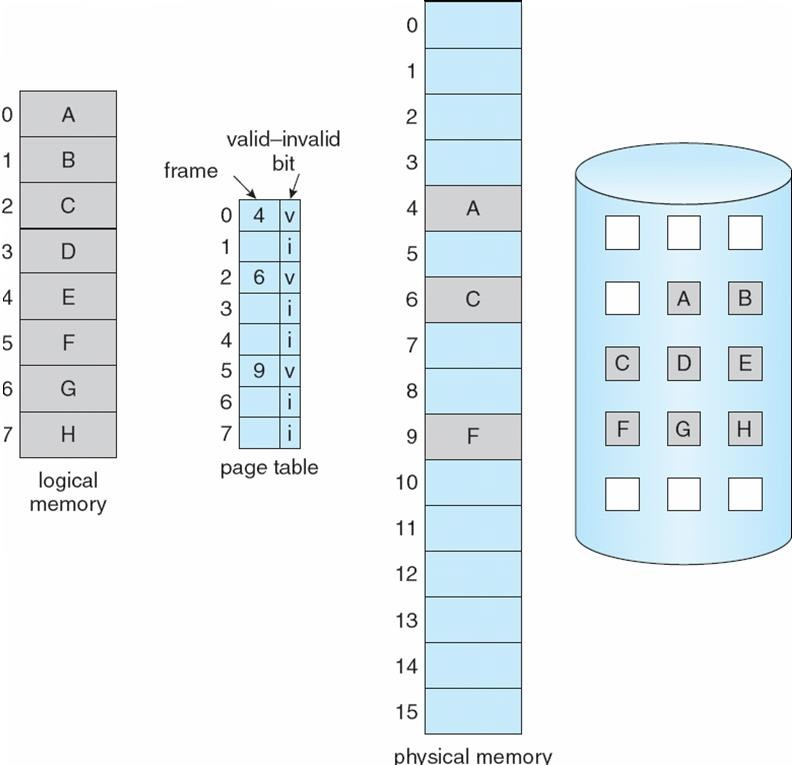 0 A
1 B
2 C
3 D
4 E
5 F
6 G
7 H
logical
memory
valid–invalid
bit
frame
0 4 v
1 i
2 6 v
3 i
4 i
5 9 v
6 i
7 i
page table
0
1
2
3
4 A
5
6 C
7
8
9 F
10
11
12
13
14
15
physical memory
A B
C D E
F G H